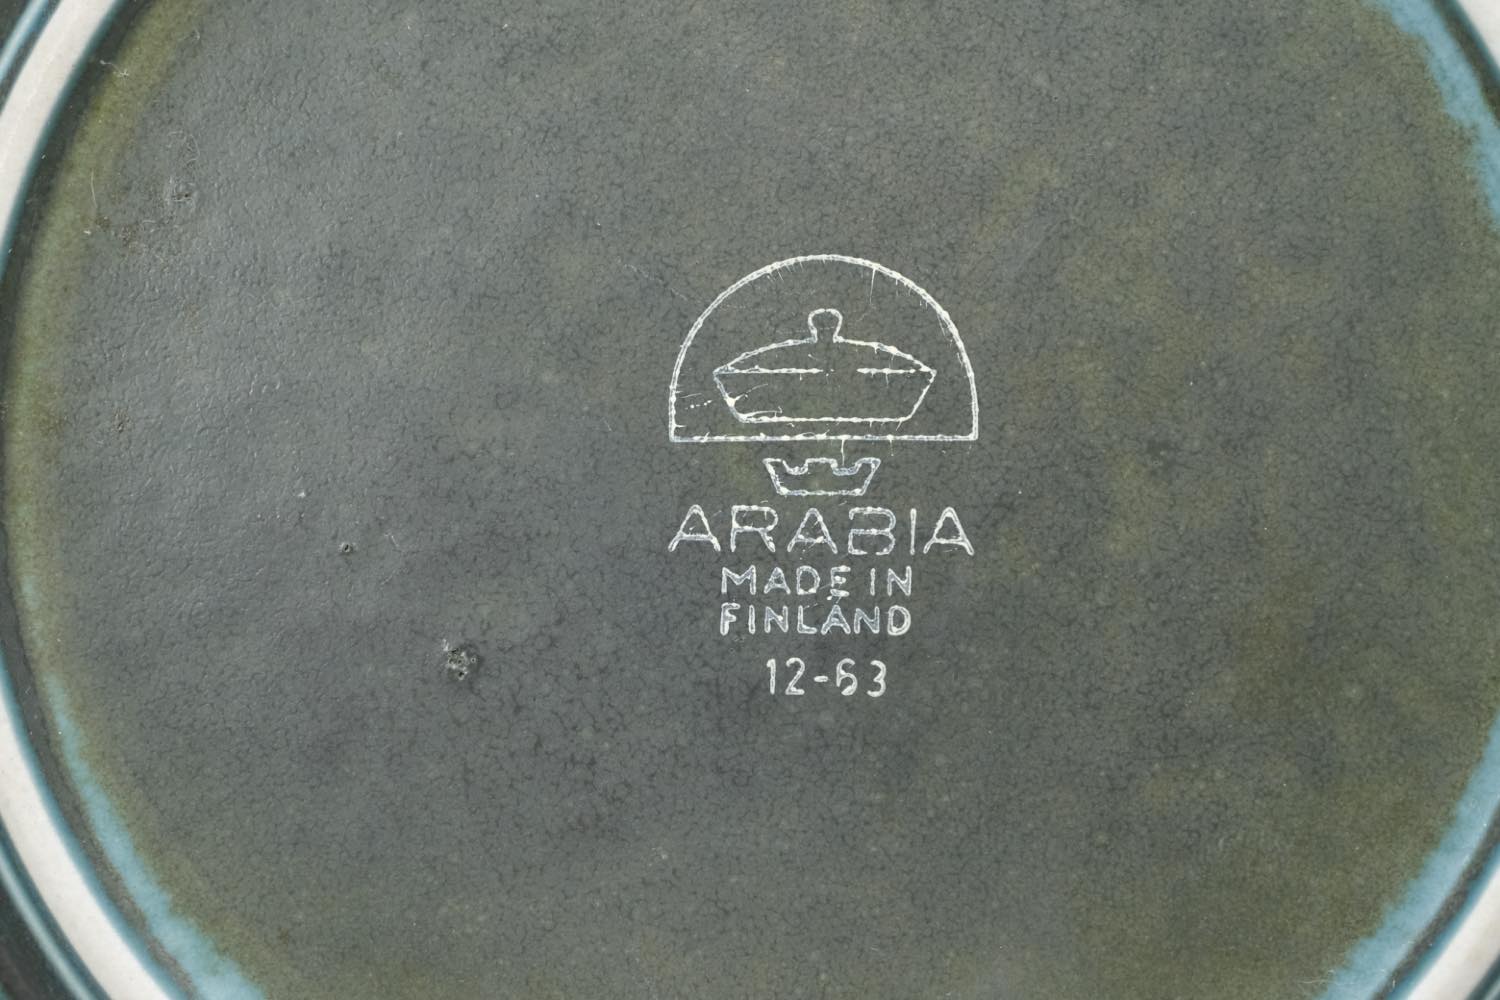 ARABIA
MADE IN
FINLAND
12-63